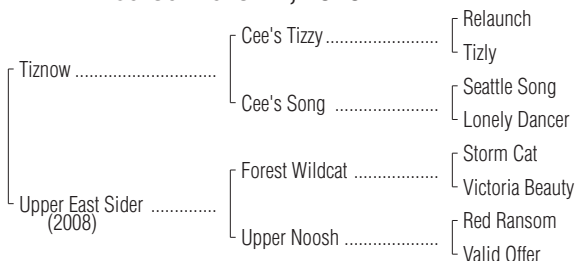 Relaunch
Cee's Tizzy
Tizly
Tiznow
Seattle Song
Cee's Song
Lonely Dancer
Storm Cat
Forest Wildcat
Victoria Beauty
Upper East Sider
(2008)
Red Ransom
Upper Noosh
Valid Offer